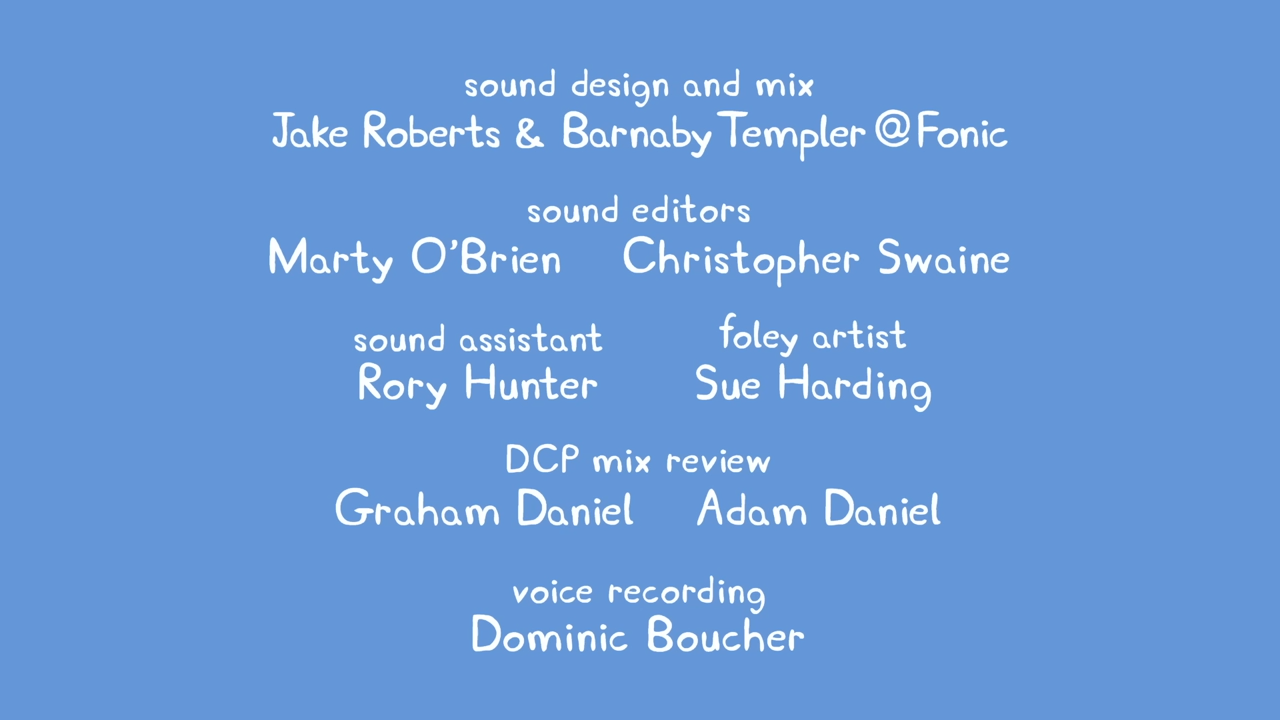 sound design and mix
Jake Roberts & Barnaby Templer @Fonic
sound editors
Marty O'Brien Christopher Swaine
sound assistant foley artist
Rory Hunter Sue Harding
DCP mix review
Graham Daniel Adam Daniel
voice recording
Dominic Boucher